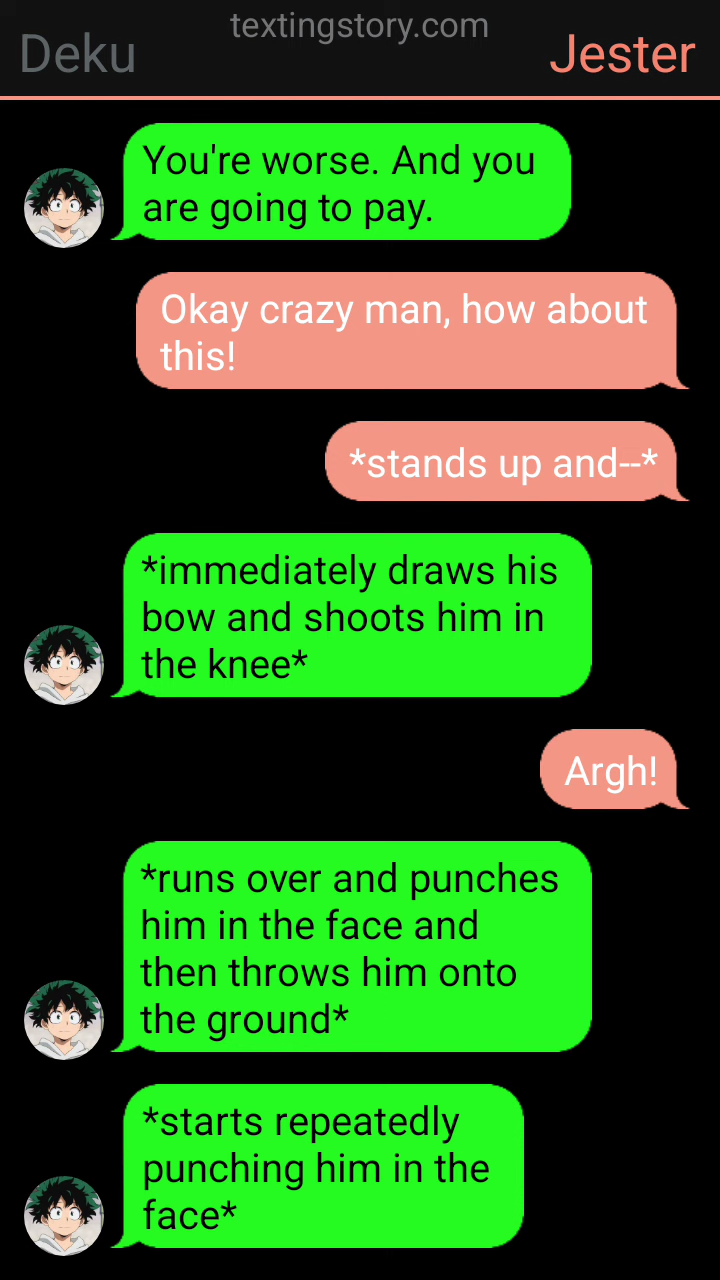 textingstory.com
Deku
Jester
You're worse. And you
are going to pay.
Okay crazy man, how about
this!
*stands up and--*
*immediately draws his
bow and shoots him in
the knee*
Argh!
*runs over and punches
him in the face and
then throws him onto
the ground*
*starts repeatedly
punching him in the
face*